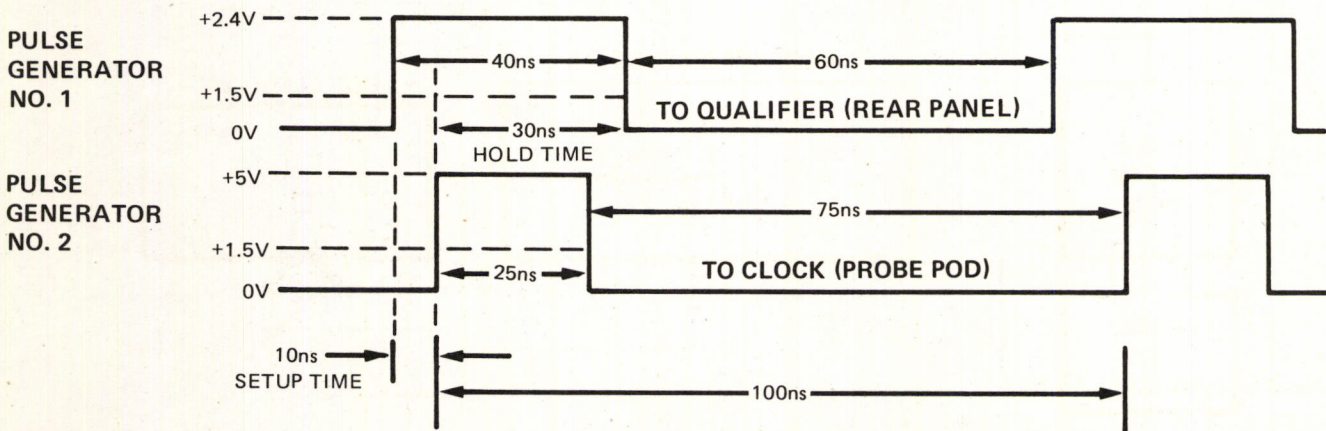 PULSE
GENERATOR
NO. 1
+2.4V
40ns
60ns
+1.5V
TO QUALIFIER (REAR PANEL)
0V
30ns
HOLD TIME
PULSE
GENERATOR
NO. 2
+5V
75ns
+1.5V
25ns
TO CLOCK (PROBE POD)
0V
10ns
SETUP TIME
100ns